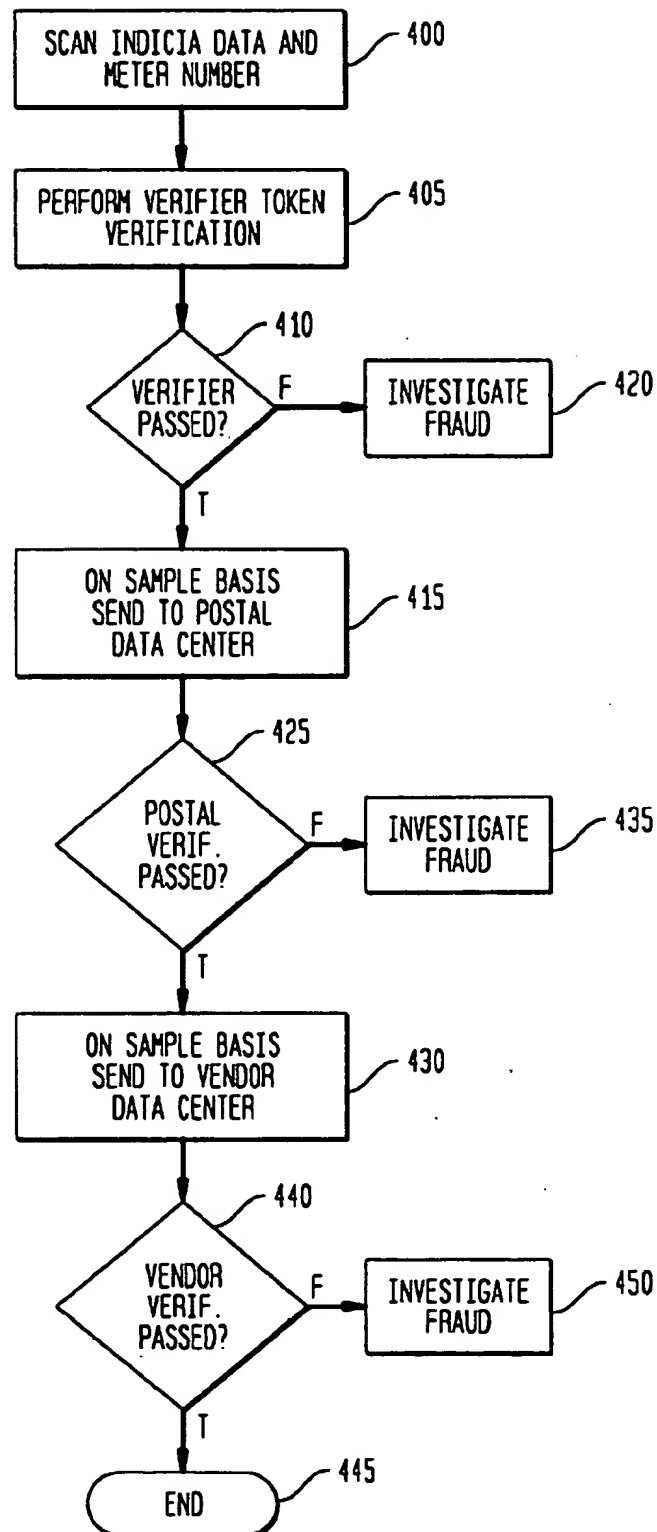 SCAN INDICIA DATA AND
METER NUMBER
400
PERFORM VERIFIER TOKEN
VERIFICATION
405
410
VERIFIER
PASSED?
F
INVESTIGATE
FRAUD
420
T
ON SAMPLE BASIS
SEND TO POSTAL
DATA CENTER
415
425
POSTAL
VERIF.
PASSED?
F
INVESTIGATE
FRAUD
435
T
ON SAMPLE BASIS
SEND TO VENDOR
DATA CENTER
430
440
VENDOR
VERIF.
PASSED?
F
INVESTIGATE
FRAUD
450
T
END
445